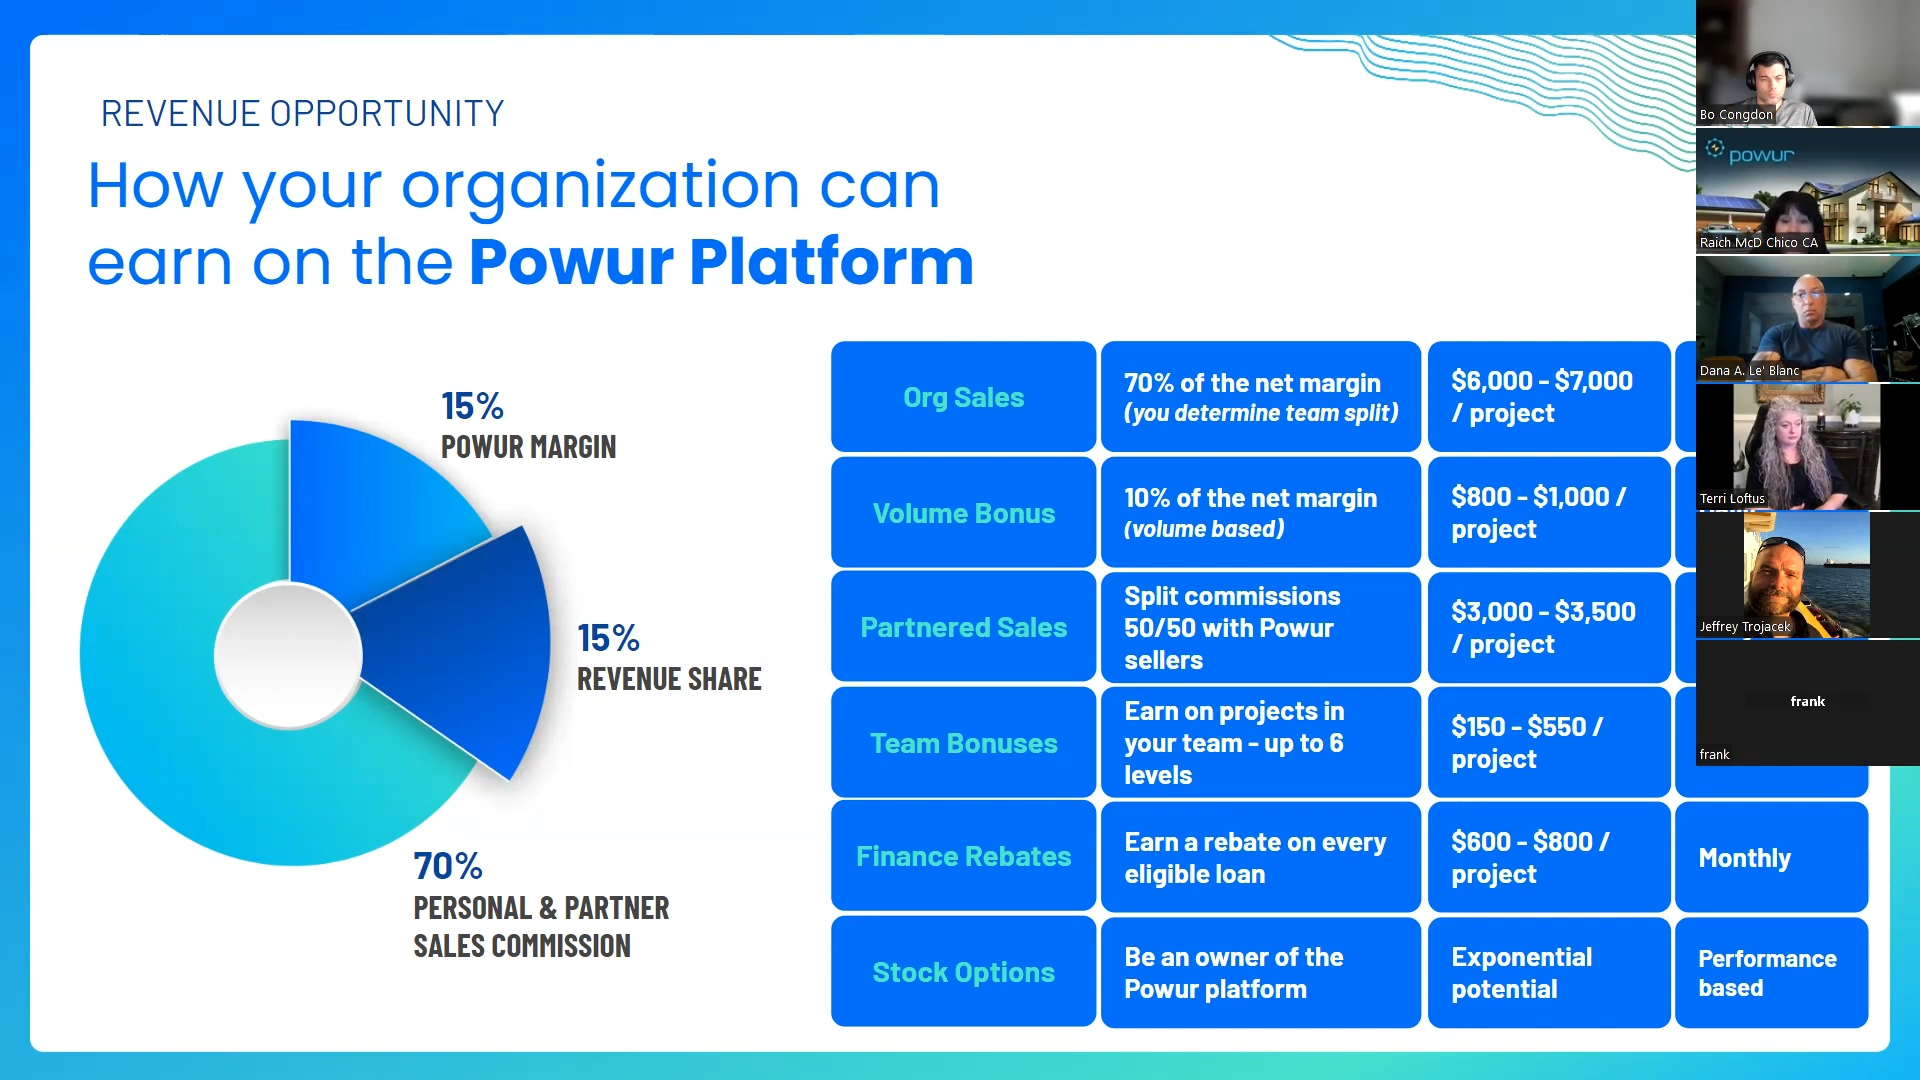 REVENUE OPPORTUNITY
How your organization can
earn on the Powur Platform
15%
POWUR MARGIN
15%
REVENUE SHARE
70%
PERSONAL & PARTNER
SALES COMMISSION
Org Sales
70% of the net margin
(you determine team split)
$6,000 - $7,000
/ project
Volume Bonus
10% of the net margin
(volume based)
$800 - $1,000 /
project
Partnered Sales
Split commissions
50/50 with Powur
sellers
$3,000 - $3,500
/ project
Team Bonuses
Earn on projects in
your team - up to 6
levels
$150 - $550 /
project
Finance Rebates
Earn a rebate on every
eligible loan
$600 - $800 /
project
Monthly
Stock Options
Be an owner of the
Powur platform
Exponential
potential
Performance
based
Bo Congdon
powur
Raich McD Chico CA
Dana A. Le' Blanc
Terri Loftus
Jeffrey Trojacek
frank
frank